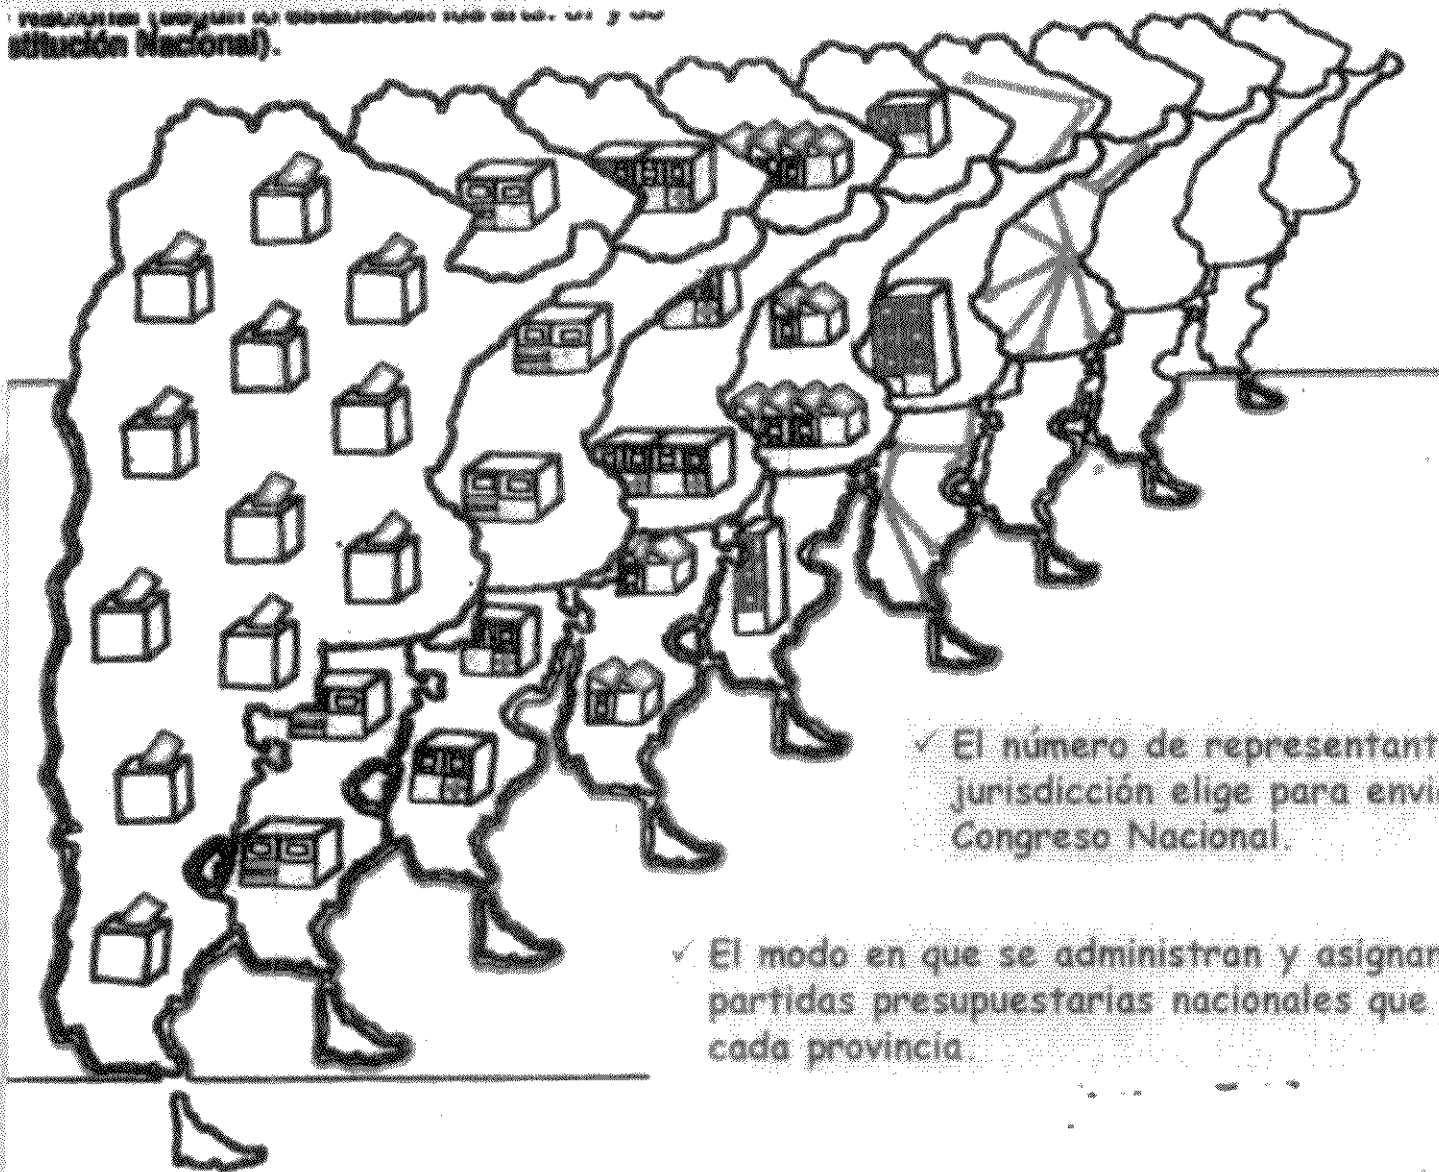 stitución Nacional).
✓ El número de representant
jurisdicción elige para envi
Congreso Nacional.
✓ El modo en que se administran y asignar
partidas presupuestarias nacionales que
cada provincia.